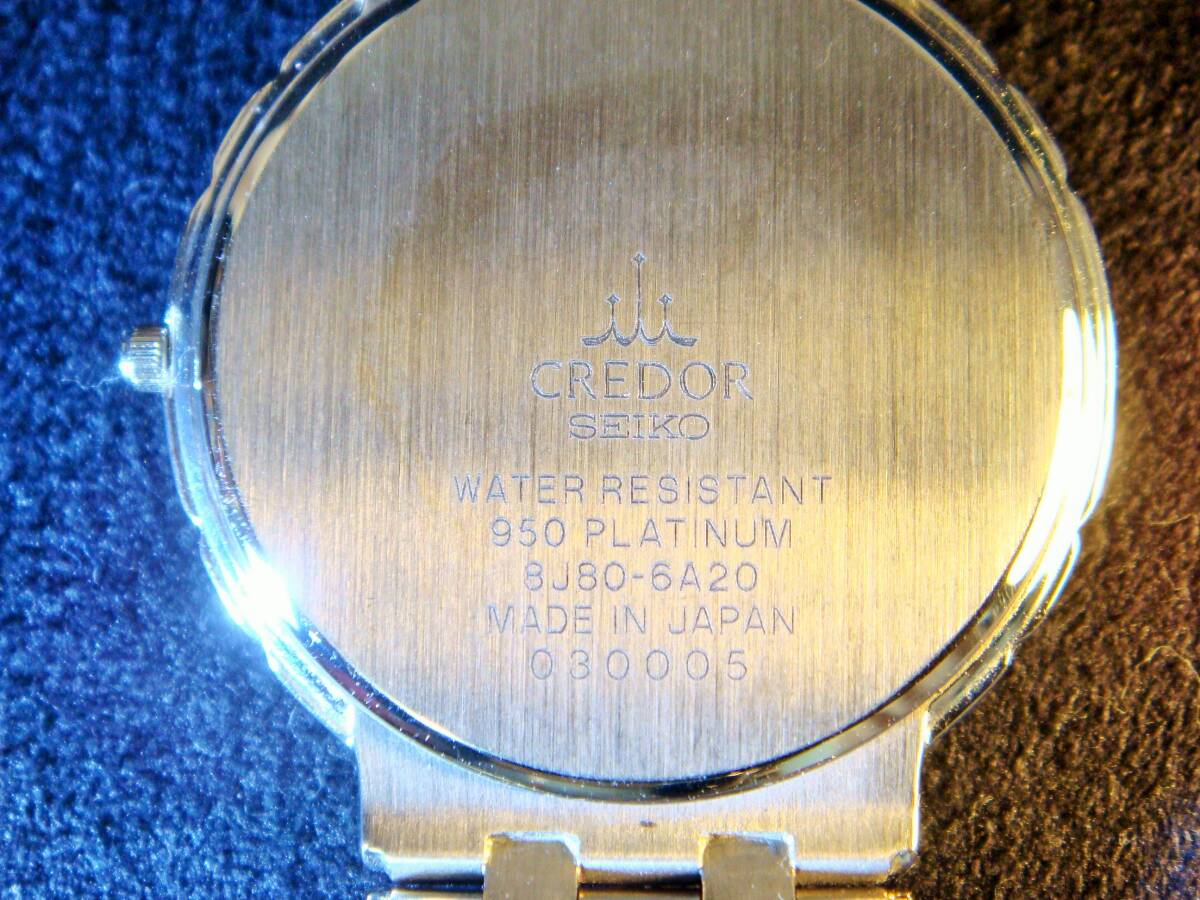 CREDOR
SEIKO
WATER RESISTANT
950 PLATINUM
8J80-6A20
MADE IN JAPAN
030005